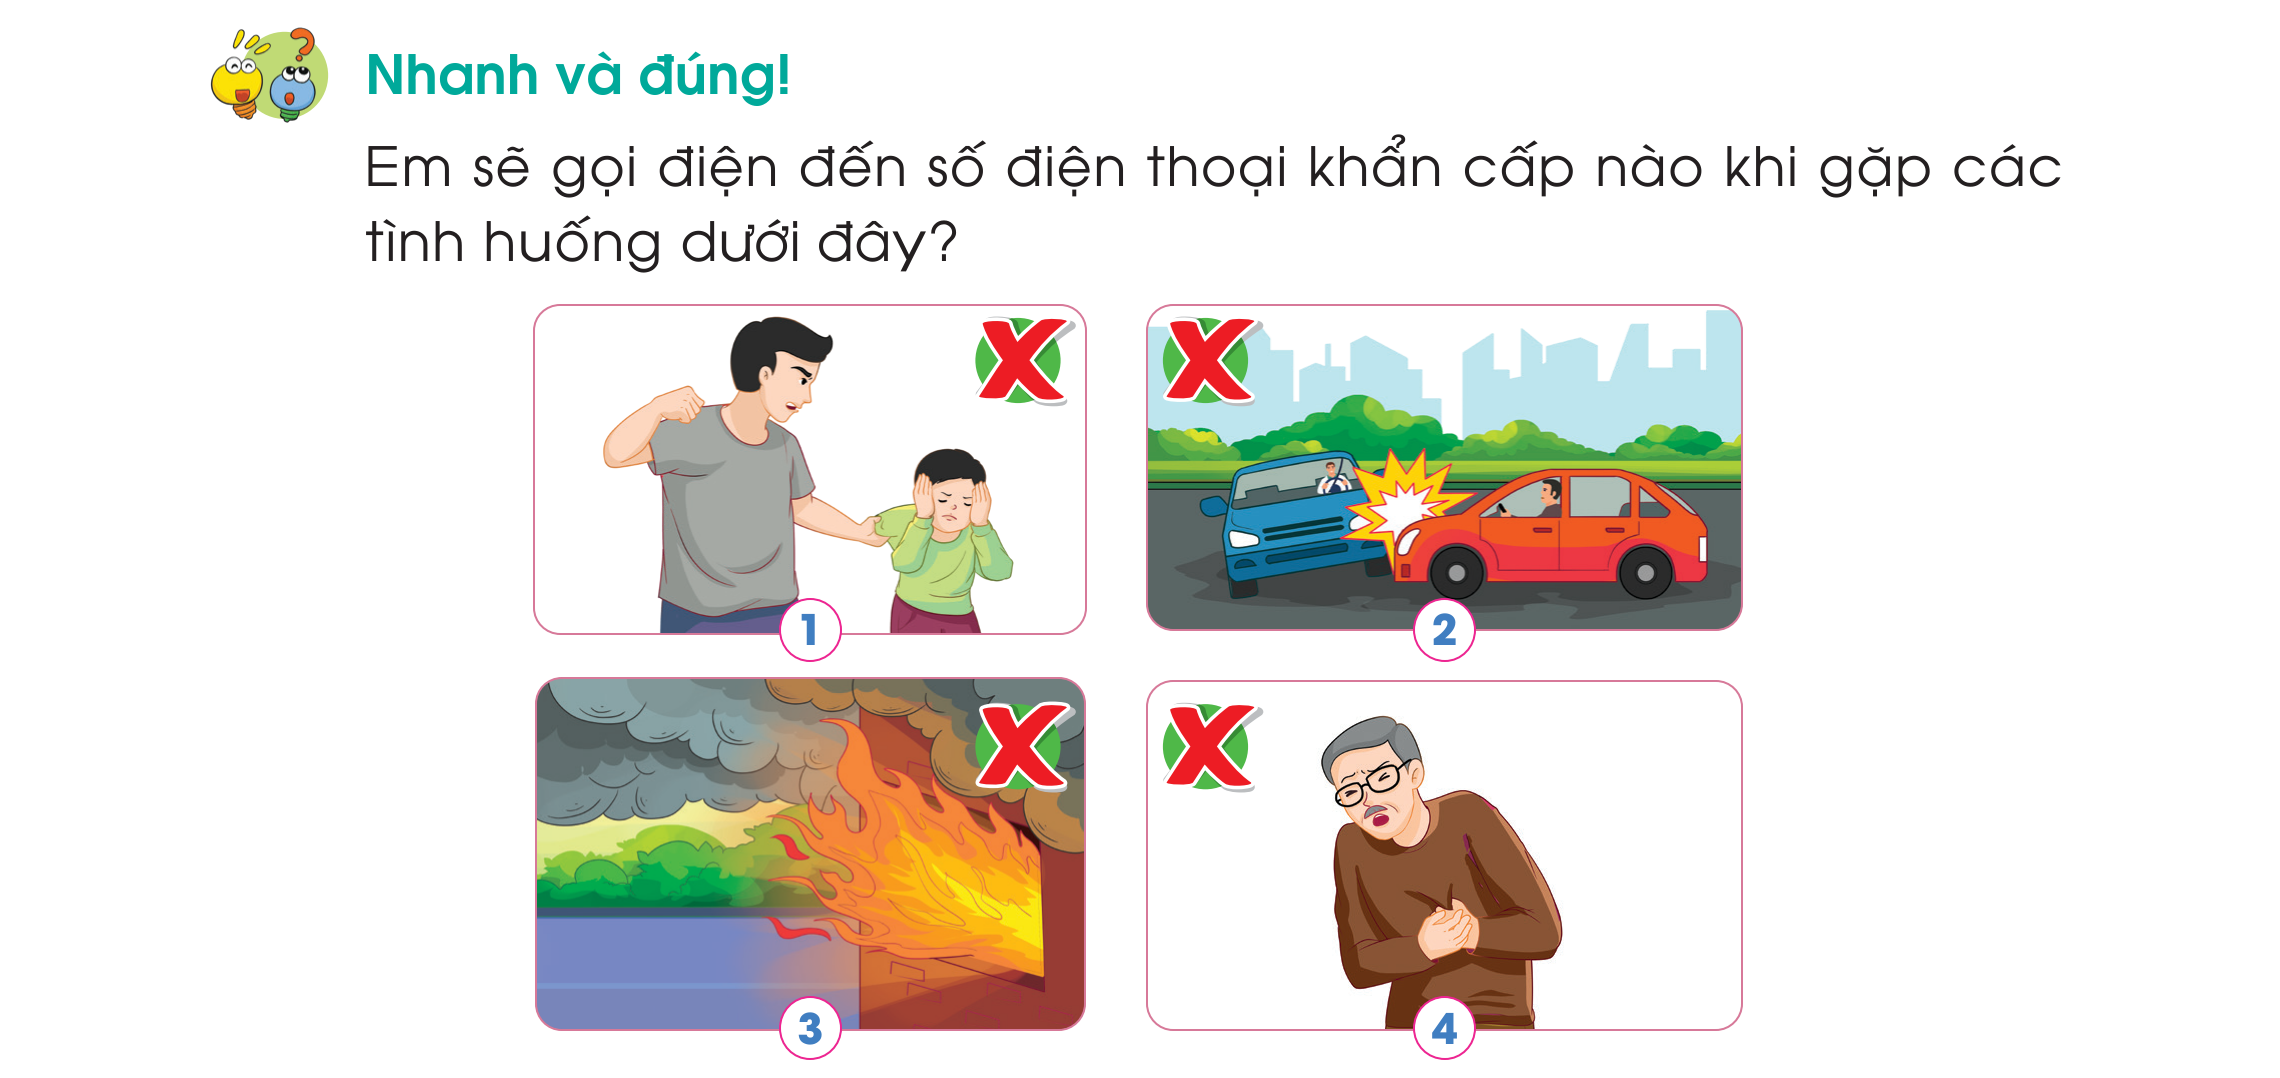 Nhanh và đúng!
Em sẽ gọi điện đến số điện thoại khẩn cấp nào khi gặp các
tình huống dưới đây?
1
2
3
4